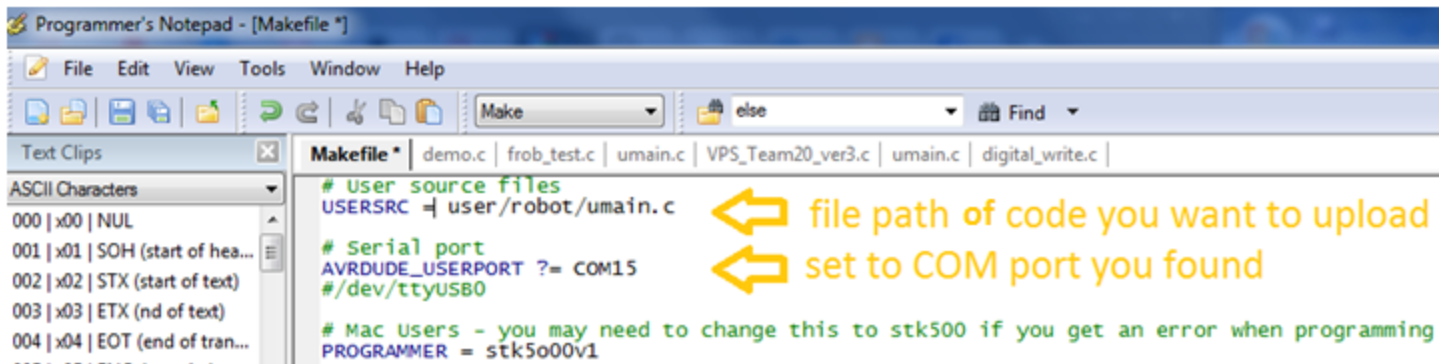 Programmer's Notepad - [Makefile *]
File Edit View Tools Window Help
Make else Find
Text Clips
Makefile * demo.c frob_test.c umain.c VPS_Team20_ver3.c umain.c digital_write.c
ASCII Characters
000 | x00 | NUL
001 | x01 | SOH (start of hea...
002 | x02 | STX (start of text)
003 | x03 | ETX (nd of text)
004 | x04 | EOT (end of tran...
# User source files
USERSRC = user/robot/umain.c
file path of code you want to upload
# Serial port
AVRDUDE_USERPORT ?= COM15
set to COM port you found
#/dev/ttyUSB0
# Mac Users - you may need to change this to stk500 if you get an error when programming
PROGRAMMER = stk5o00v1